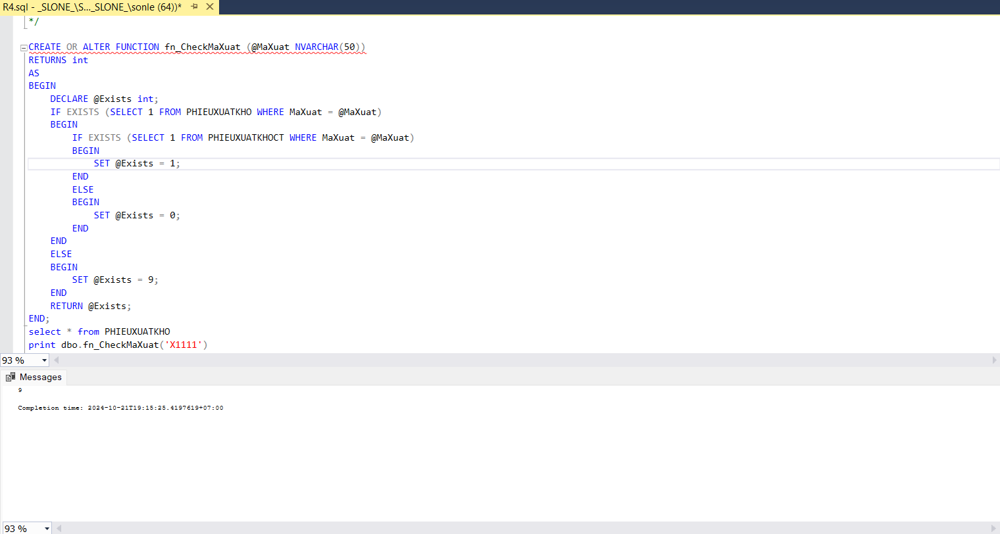 R4.sql - _SLONE_\S..._SLONE_\sonle (64))*
*/
CREATE OR ALTER FUNCTION fn_CheckMaXuat (@MaXuat NVARCHAR(50))
RETURNS int
AS
BEGIN
    DECLARE @Exists int;
    IF EXISTS (SELECT 1 FROM PHIEUXUATKHO WHERE MaXuat = @MaXuat)
    BEGIN
        IF EXISTS (SELECT 1 FROM PHIEUXUATKHOCT WHERE MaXuat = @MaXuat)
        BEGIN
            SET @Exists = 1;
        END
        ELSE
        BEGIN
            SET @Exists = 0;
        END
    END
    ELSE
    BEGIN
        SET @Exists = 9;
    END
    RETURN @Exists;
END;
select * from PHIEUXUATKHO
print dbo.fn_CheckMaXuat('X1111')
93 %
Messages
9
Completion time: 2024-10-21T19:15:25.4197619+07:00
93 %